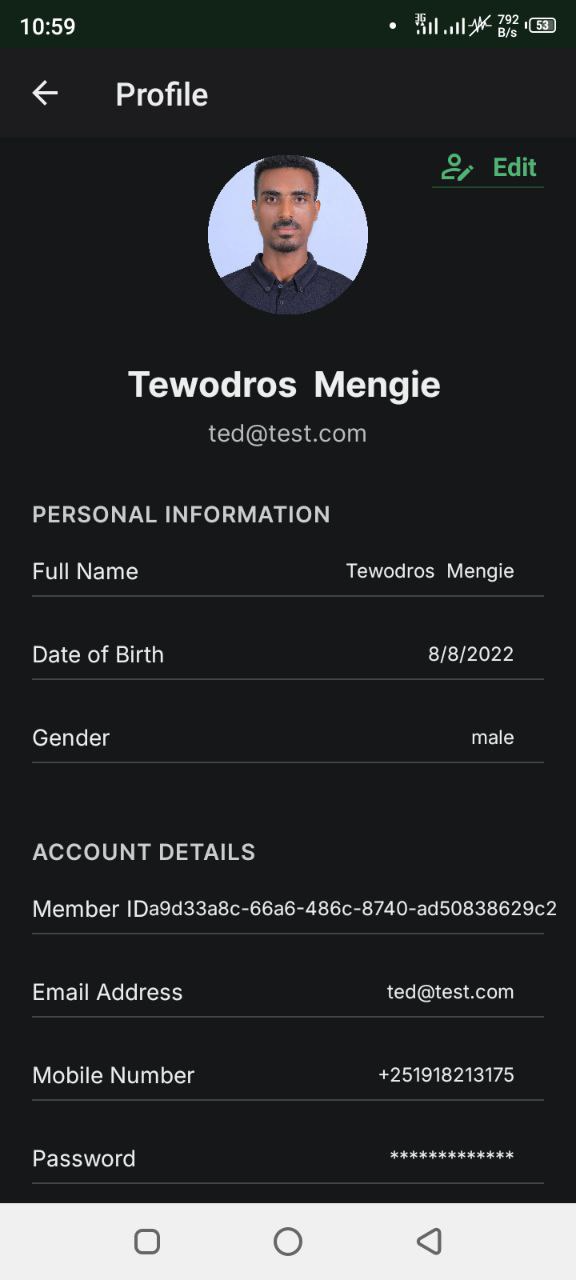 10:59
3G
792
B/s
53
Profile
Edit
Tewodros  Mengie
ted@test.com
PERSONAL INFORMATION
Full Name Tewodros  Mengie
Date of Birth 8/8/2022
Gender male
ACCOUNT DETAILS
Member IDa9d33a8c-66a6-486c-8740-ad50838629c2
Email Address ted@test.com
Mobile Number +251918213175
Password *************